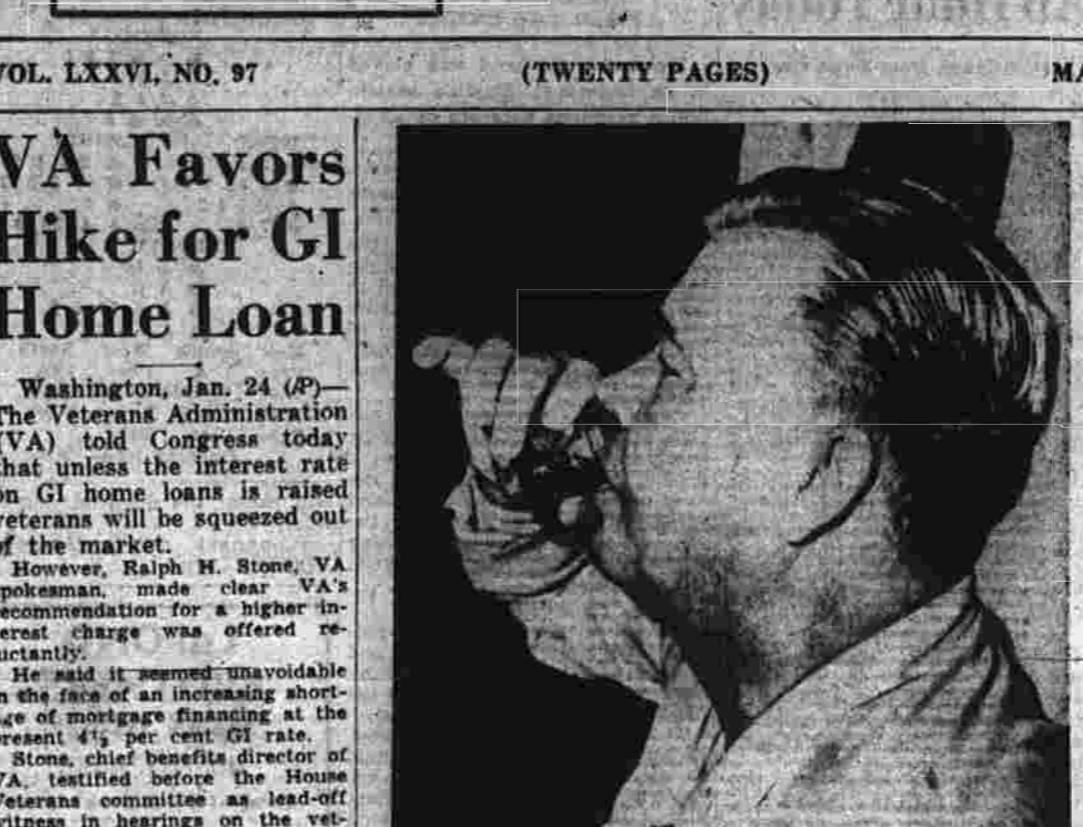 VOL. LXXVI, NO. 97
(TWENTY PAGES)
MA
VA Favors
Hike for GI
Home Loan
Washington, Jan. 24 (AP)—
The Veterans Administration
(VA) told Congress today
that unless the interest rate
on GI home loans is raised
veterans will be squeezed out
of the market.
However, Ralph H. Stone, VA
spokesman, made clear VA's
recommendation for a higher in-
terest charge was offered re-
luctantly.
He said it seemed unavoidable
in the face of an increasing short-
age of mortgage financing at the
present 4½ per cent GI rate.
Stone, chief benefits director of
VA, testified before the House
Veterans committee as lead-off
witness in hearings on the vet-